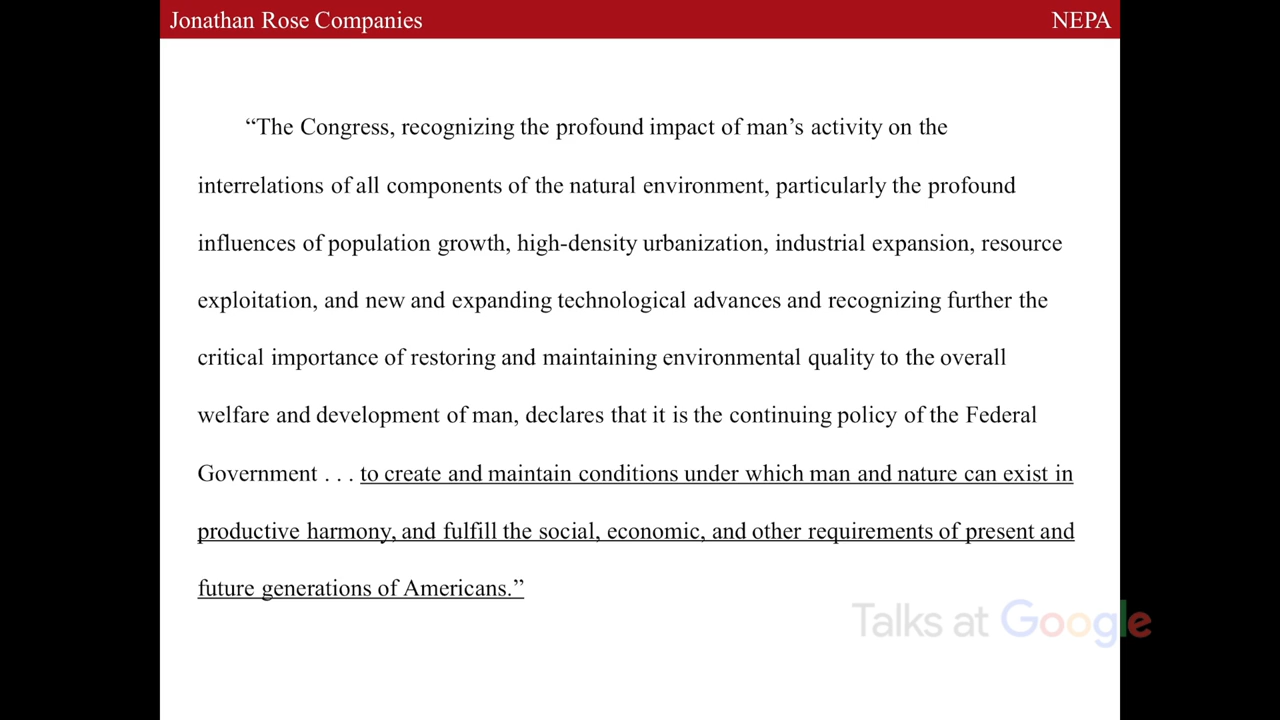 Jonathan Rose Companies
NEPA
“The Congress, recognizing the profound impact of man’s activity on the
interrelations of all components of the natural environment, particularly the profound
influences of population growth, high-density urbanization, industrial expansion, resource
exploitation, and new and expanding technological advances and recognizing further the
critical importance of restoring and maintaining environmental quality to the overall
welfare and development of man, declares that it is the continuing policy of the Federal
Government . . . to create and maintain conditions under which man and nature can exist in
productive harmony, and fulfill the social, economic, and other requirements of present and
future generations of Americans.”
Talks at Google